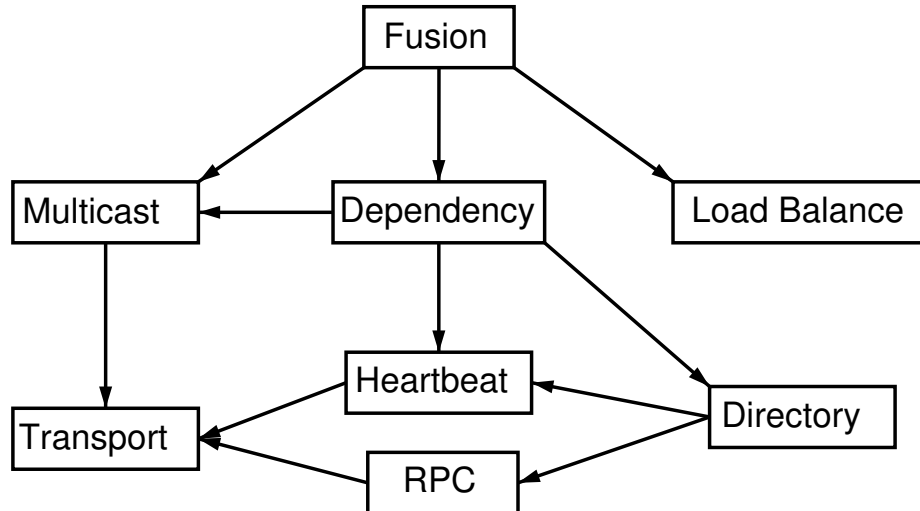 Fusion
Multicast
Dependency
Load Balance
Heartbeat
Directory
Transport
RPC